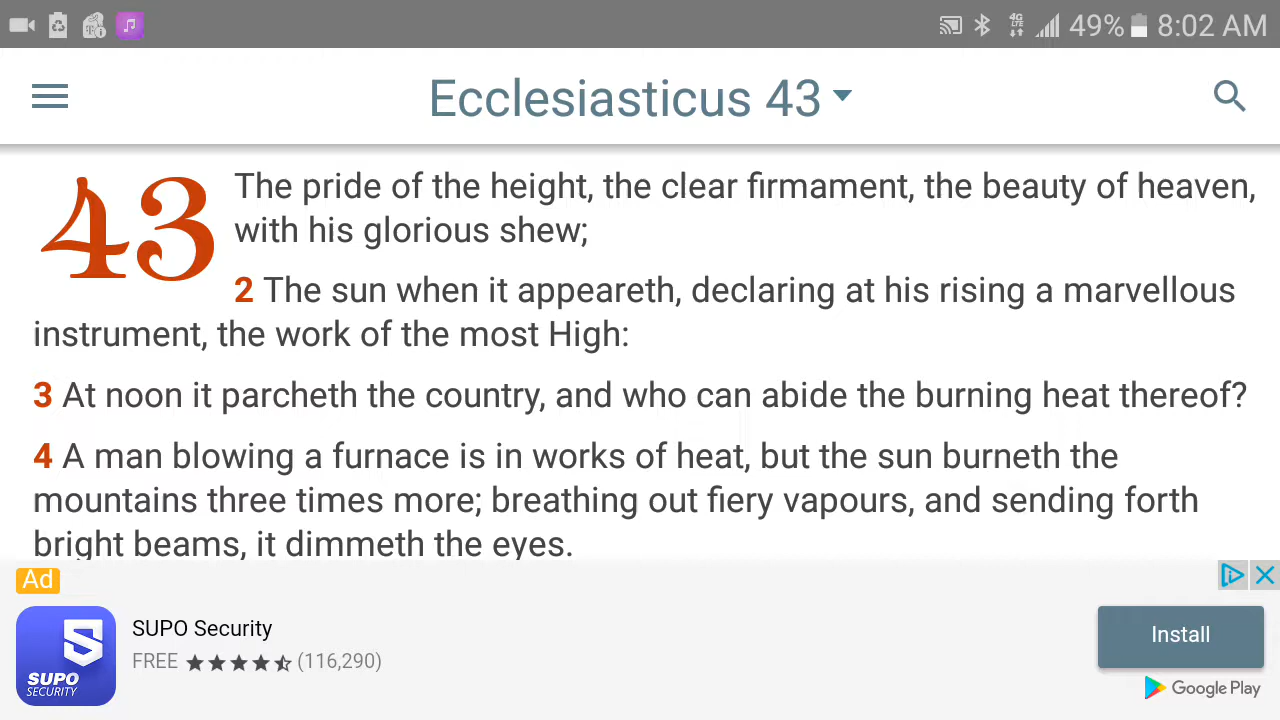 4G LTE 49% 8:02 AM
Ecclesiasticus 43
43 The pride of the height, the clear firmament, the beauty of heaven,
with his glorious shew;
2 The sun when it appeareth, declaring at his rising a marvellous
instrument, the work of the most High:
3 At noon it parcheth the country, and who can abide the burning heat thereof?
4 A man blowing a furnace is in works of heat, but the sun burneth the
mountains three times more; breathing out fiery vapours, and sending forth
bright beams, it dimmeth the eyes.
Ad
SUPO Security
FREE (116,290)
S
SUPO
SECURITY
Install
Google Play